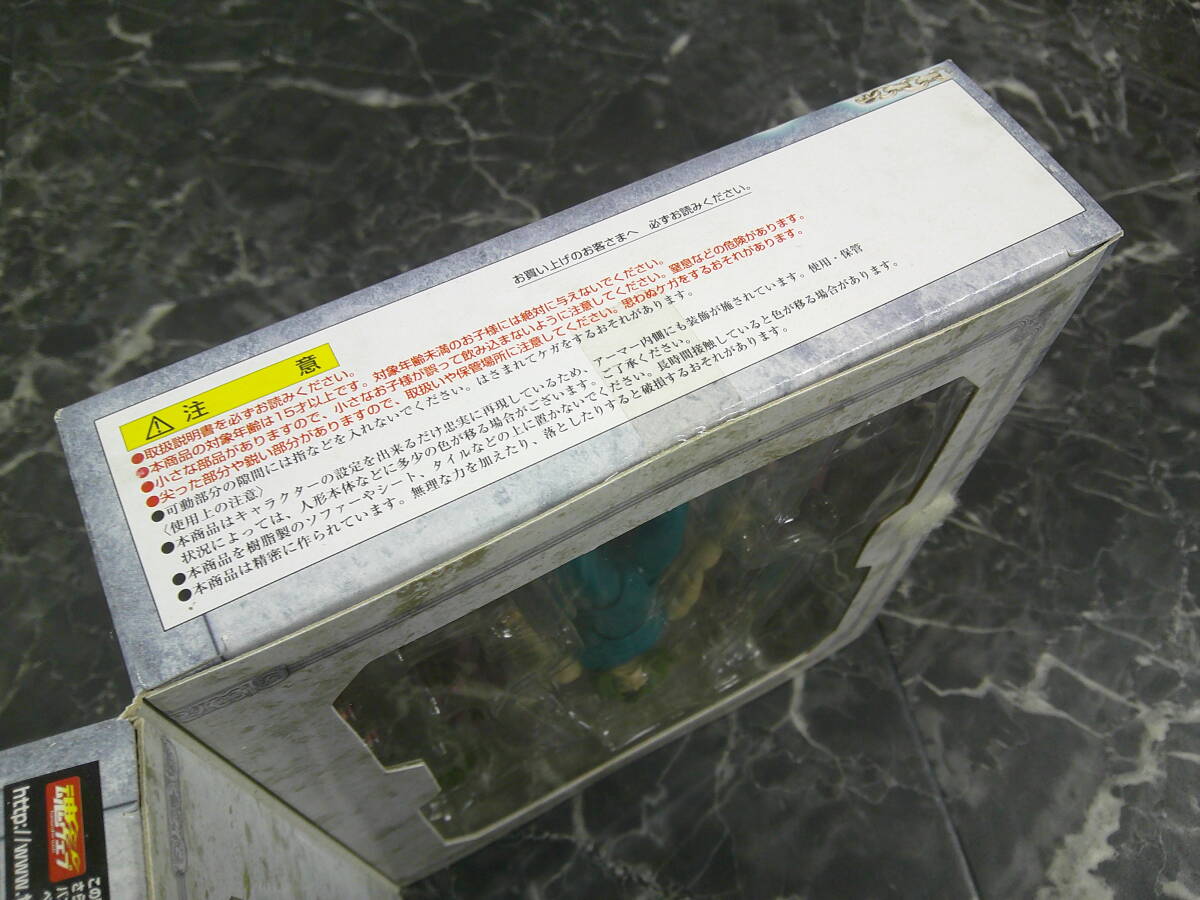 お買い上げのお客さまへ 必ずお読みください。
注意
●取扱説明書を必ずお読みください。
●本商品の対象年齢は15才以上です。対象年齢未満のお子様には絶対に与えないでください。
●小さな部品がありますので、小さなお子様が誤って飲み込まないように注意してください。窒息などの危険があります。
●尖った部分や鋭い部分がありますので、取扱いや保管場所に注意してください。思わぬケガをするおそれがあります。
●可動部分の隙間には指などを入れないでください。はさまれてケガをするおそれがあります。
〈使用上の注意〉
●本商品はキャラクターの設定を出来るだけ忠実に再現しているため、アーマー内側にも装飾が施されています。使用・保管
状況によっては、人形本体などに多少の色が移る場合がございます。ご了承ください。
●本商品を樹脂製のソファーやシート、タイルなどの上に置かないでください。長時間接触していると色が移る場合があります。
●本商品は精密に作られています。無理な力を加えたり、落としたりすると破損するおそれがあります。
魂ウェブ
http://www.